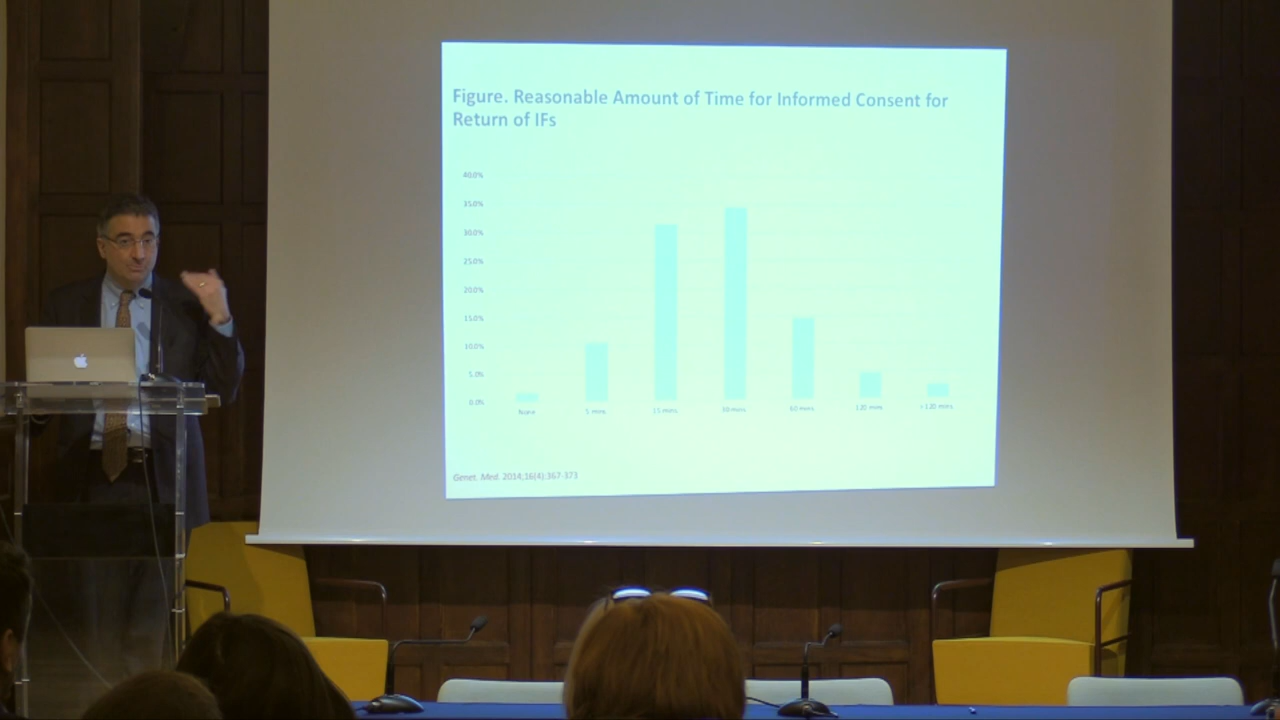 Figure. Reasonable Amount of Time for Informed Consent for
Return of IFs
40.0%
35.0%
30.0%
25.0%
20.0%
15.0%
10.0%
5.0%
0.0%
None 5 mins 15 mins 30 mins 60 mins 120 mins >120 mins
Genet. Med. 2014;16(4):367-373